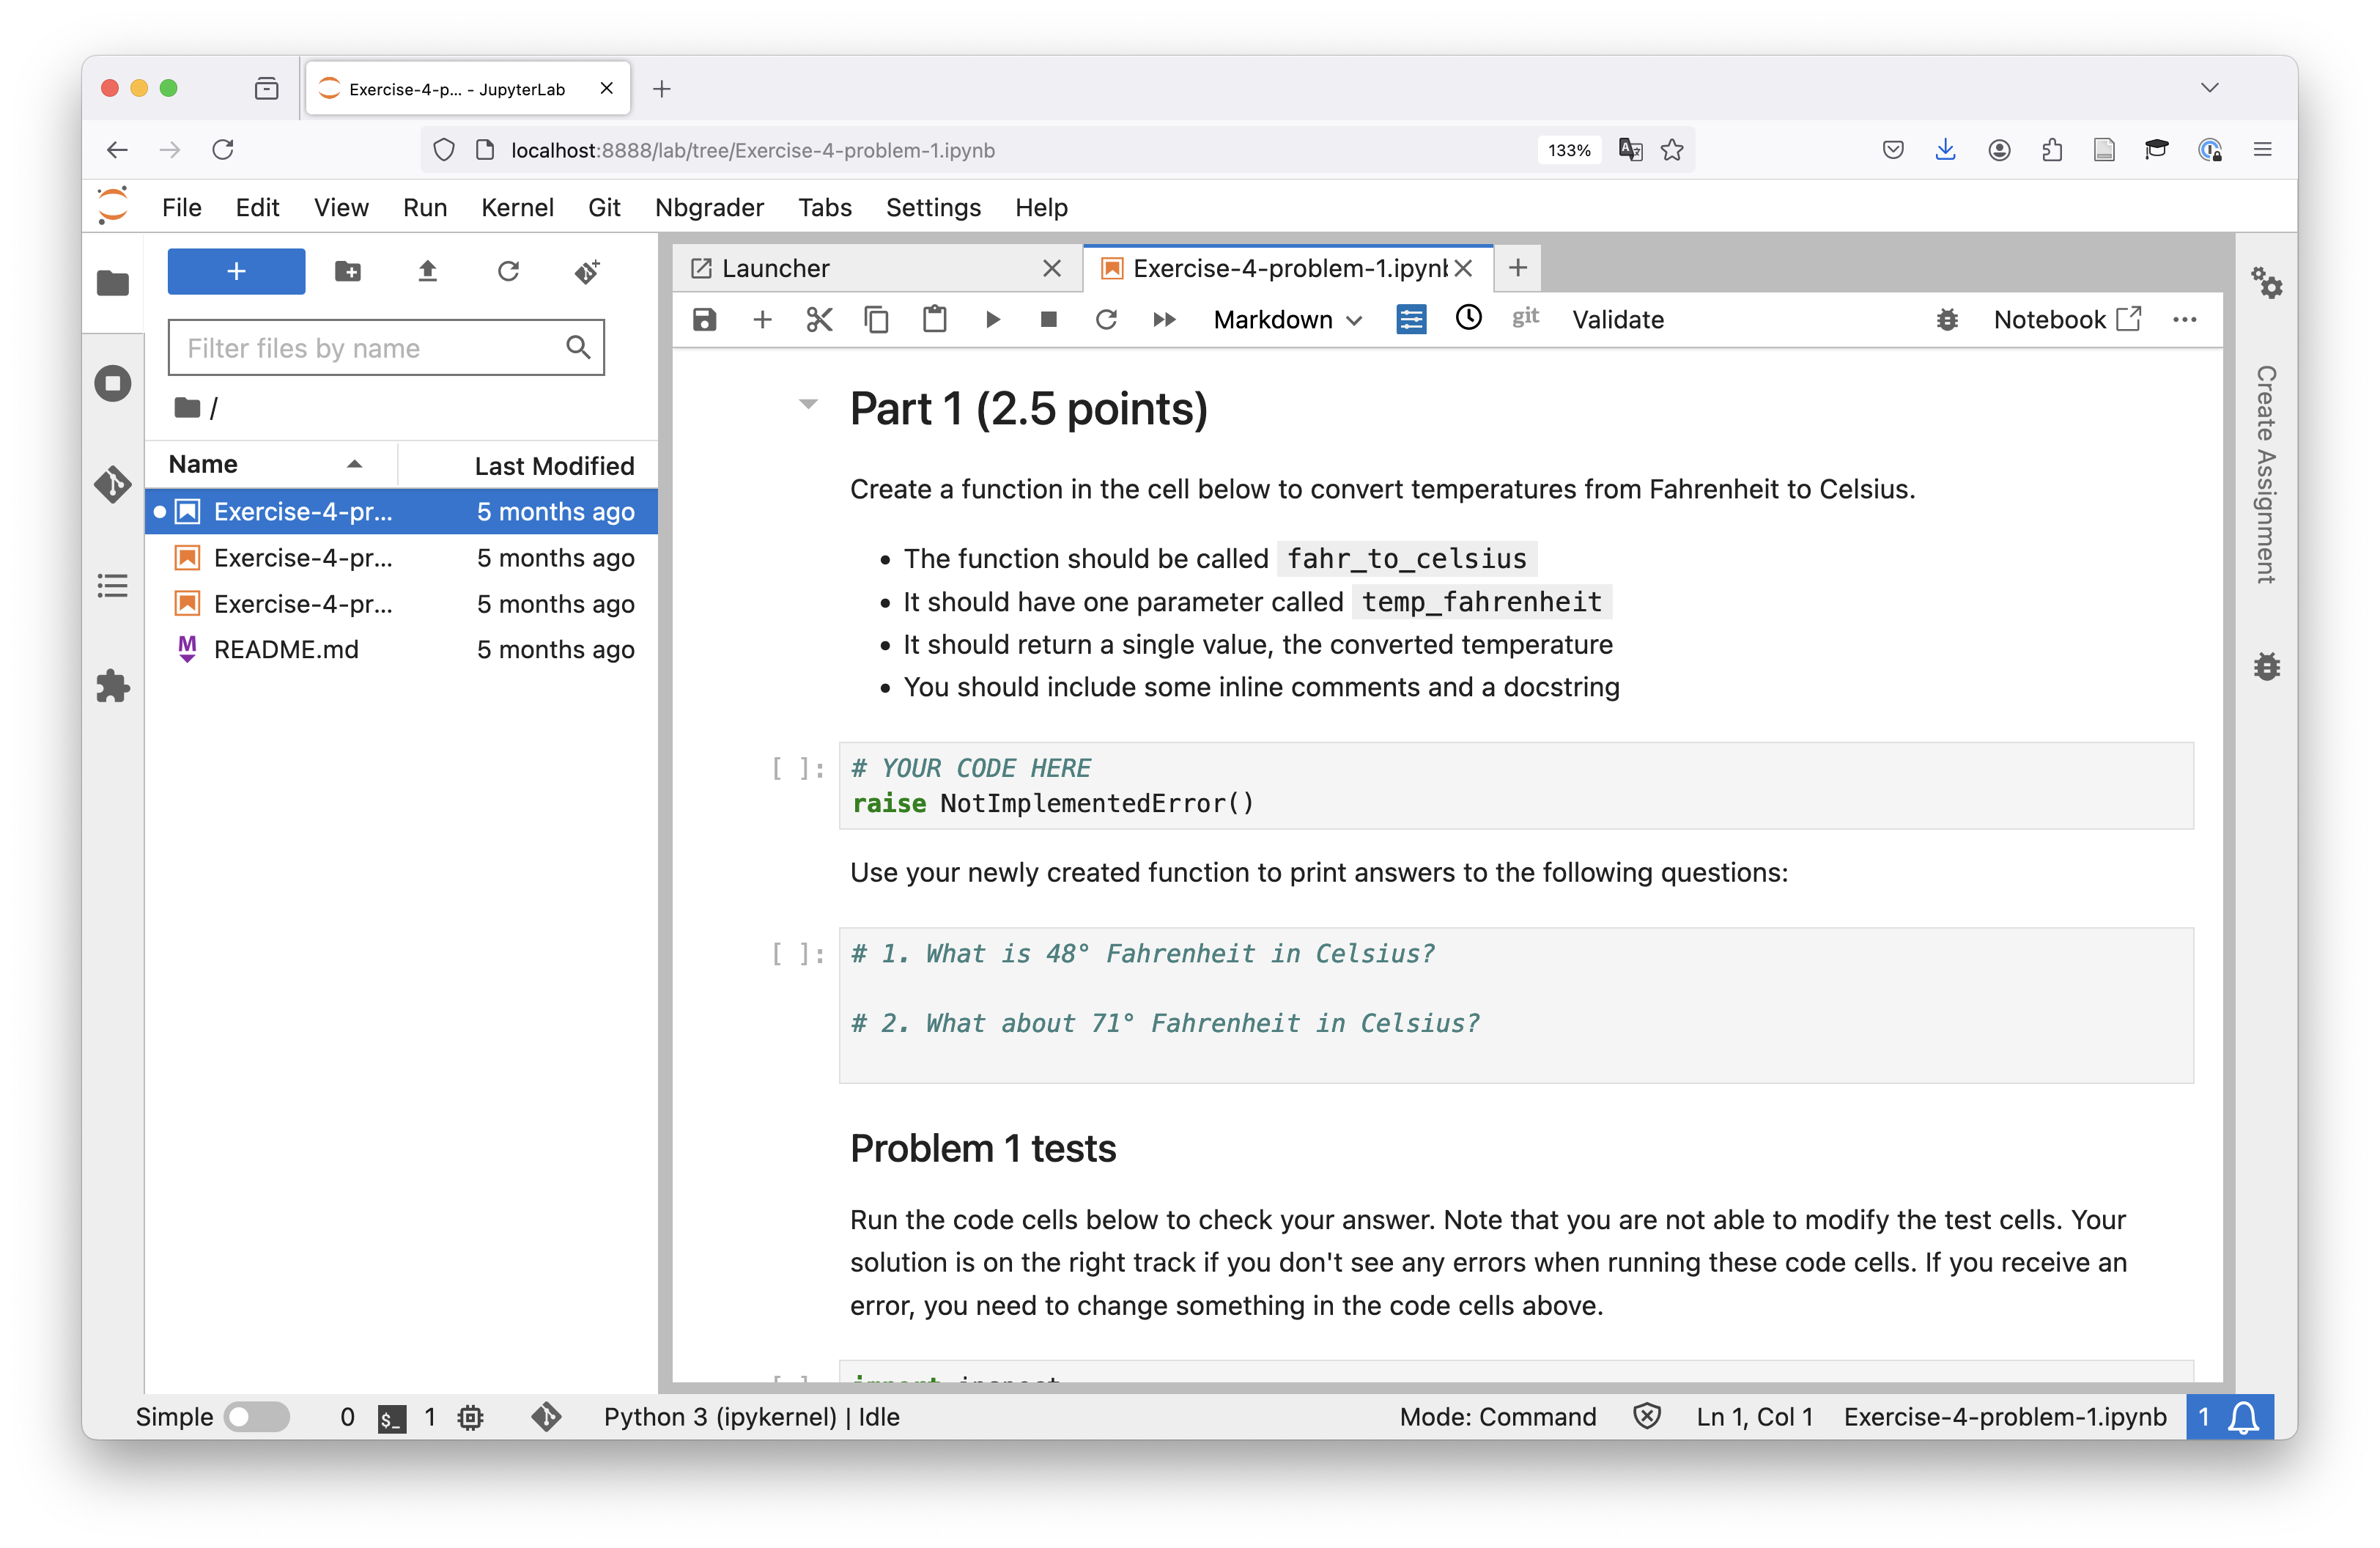 Exercise-4-p... - JupyterLab
localhost:8888/lab/tree/Exercise-4-problem-1.ipynb
133%
File Edit View Run Kernel Git Nbgrader Tabs Settings Help
Launcher
Exercise-4-problem-1.ipynb
Filter files by name
Markdown
git
Validate
Notebook
/
Name
Last Modified
Exercise-4-pr... 5 months ago
Exercise-4-pr... 5 months ago
Exercise-4-pr... 5 months ago
README.md 5 months ago
Part 1 (2.5 points)
Create a function in the cell below to convert temperatures from Fahrenheit to Celsius.
• The function should be called fahr_to_celsius
• It should have one parameter called temp_fahrenheit
• It should return a single value, the converted temperature
• You should include some inline comments and a docstring
[ ]: # YOUR CODE HERE
raise NotImplementedError()
Use your newly created function to print answers to the following questions:
[ ]: # 1. What is 48° Fahrenheit in Celsius?
# 2. What about 71° Fahrenheit in Celsius?
Problem 1 tests
Run the code cells below to check your answer. Note that you are not able to modify the test cells. Your
solution is on the right track if you don't see any errors when running these code cells. If you receive an
error, you need to change something in the code cells above.
[ ]: import inspect
Create Assignment
Simple 0 $_ 1 Python 3 (ipykernel) | Idle
Mode: Command Ln 1, Col 1 Exercise-4-problem-1.ipynb 1